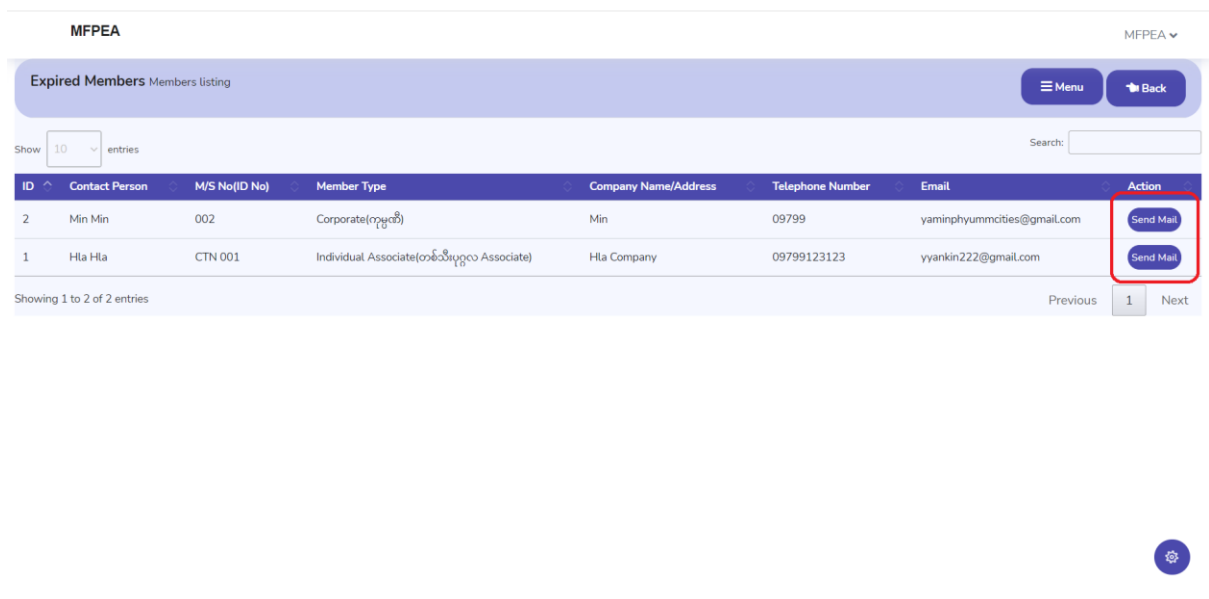 MFPEA
MFPEA
Expired Members Members listing
Menu
Back
Show 10 entries
Search:
ID Contact Person M/S No(ID No) Member Type Company Name/Address Telephone Number Email Action
2 Min Min 002 Corporate(ကုမ္ပဏီ) Min 09799 yaminphyummcities@gmail.com Send Mail
1 Hla Hla CTN 001 Individual Associate(တစ်သီးပုဂ္ဂလ Associate) Hla Company 09799123123 yyankin222@gmail.com Send Mail
Showing 1 to 2 of 2 entries
Previous 1 Next